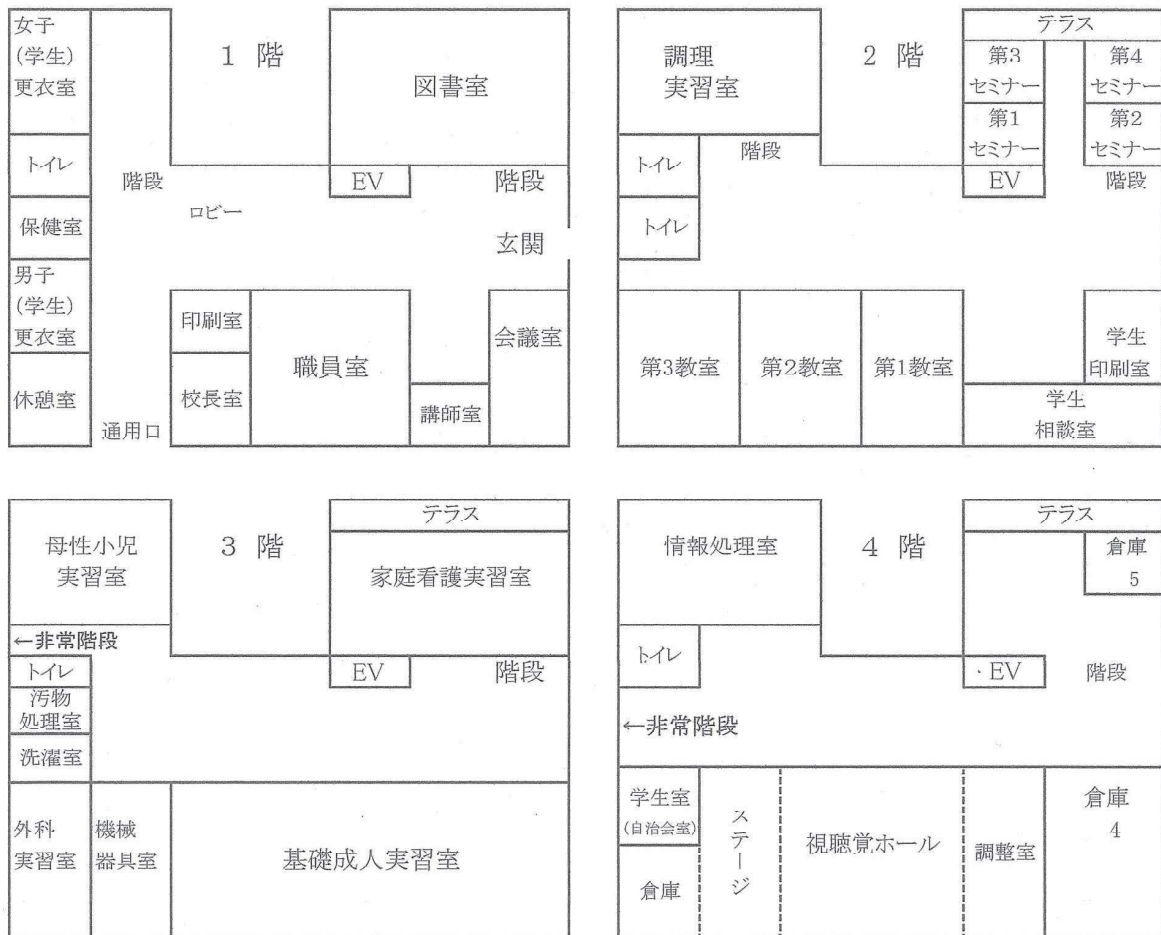 1 階
女子
(学生)
更衣室
図書室
トイレ
階段
EV
階段
ロビー
保健室
玄関
男子
(学生)
更衣室
印刷室
職員室
会議室
休憩室
校長室
講師室
通用口
2 階
テラス
調理
実習室
第3
セミナー
第4
セミナー
第1
セミナー
第2
セミナー
トイレ
階段
EV
階段
トイレ
第3教室
第2教室
第1教室
学生
印刷室
学生
相談室
3 階
テラス
母性小児
実習室
家庭看護実習室
←非常階段
トイレ
EV
階段
汚物
処理室
洗濯室
外科
実習室
機械
器具室
基礎成人実習室
4 階
テラス
情報処理室
倉庫
5
トイレ
EV
階段
←非常階段
学生室
(自治会室)
倉庫
ステージ
視聴覚ホール
調整室
倉庫
4